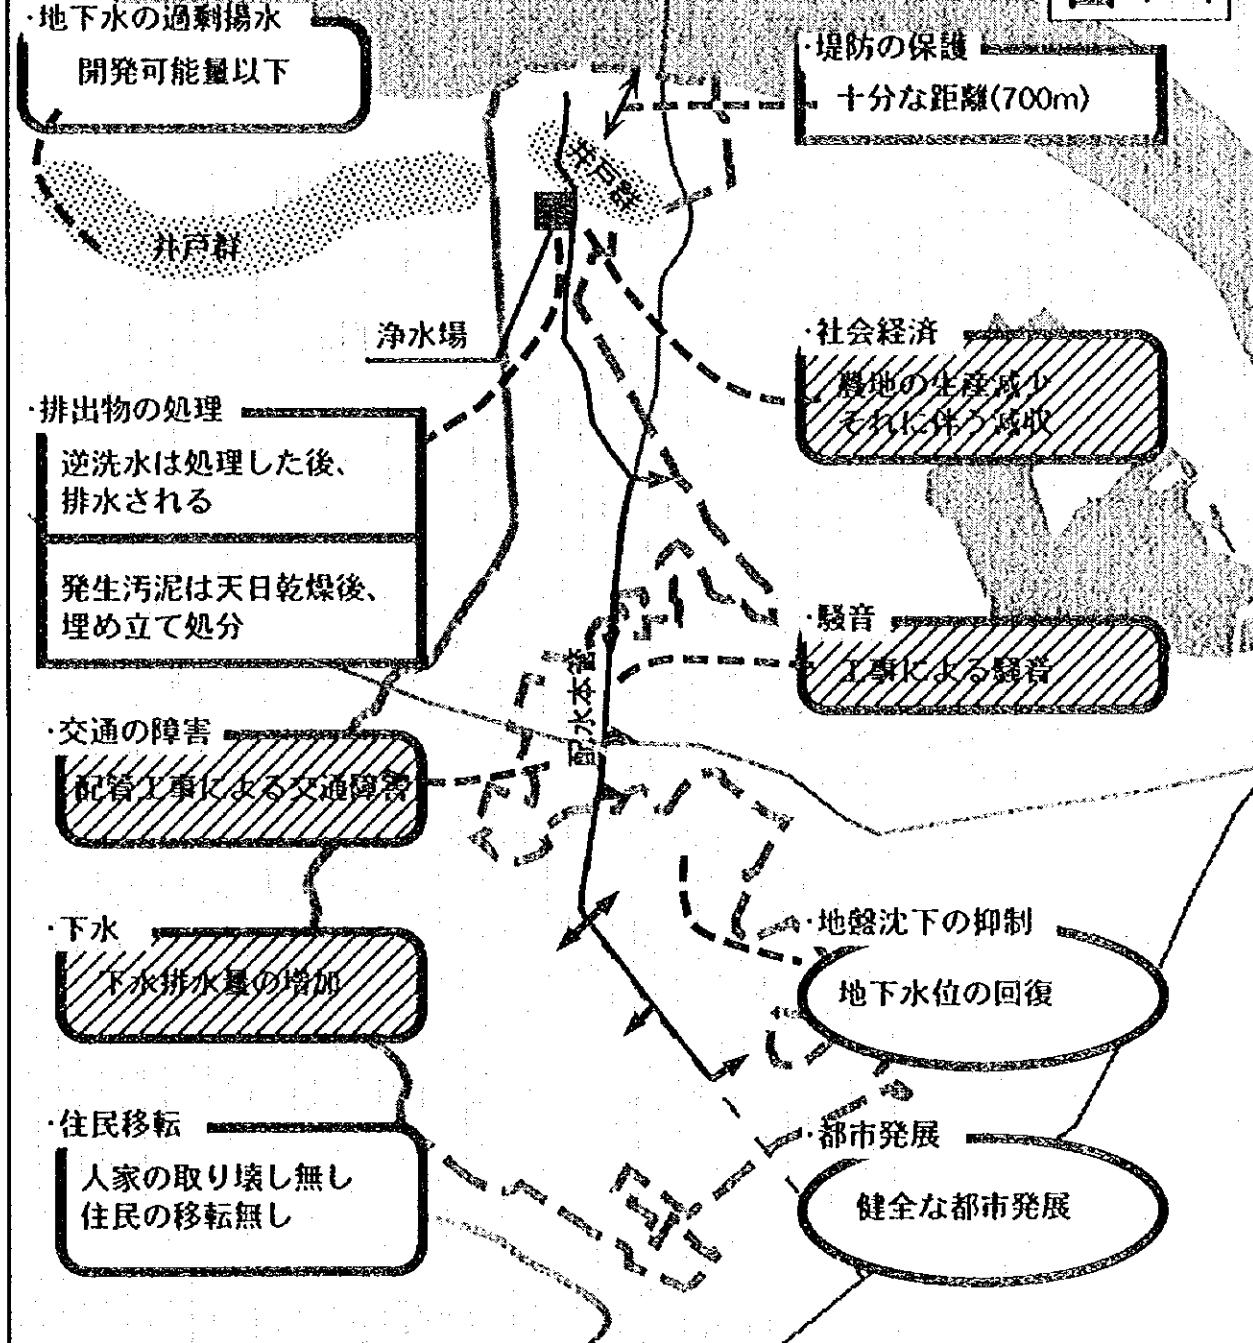 ・地下水の過剰揚水
開発可能量以下
・堤防の保護
十分な距離(700m)
井戸群
井戸群
浄水場
・社会経済
農地の生産減少
それに伴う減収
・排出物の処理
逆洗水は処理した後、
排水される
発生汚泥は天日乾燥後、
埋め立て処分
・騒音
工事による騒音
配水本管
・交通の障害
配管工事による交通障害
・下水
下水排水量の増加
・地盤沈下の抑制
地下水位の回復
・住民移転
人家の取り壊し無し
住民の移転無し
・都市発展
健全な都市発展